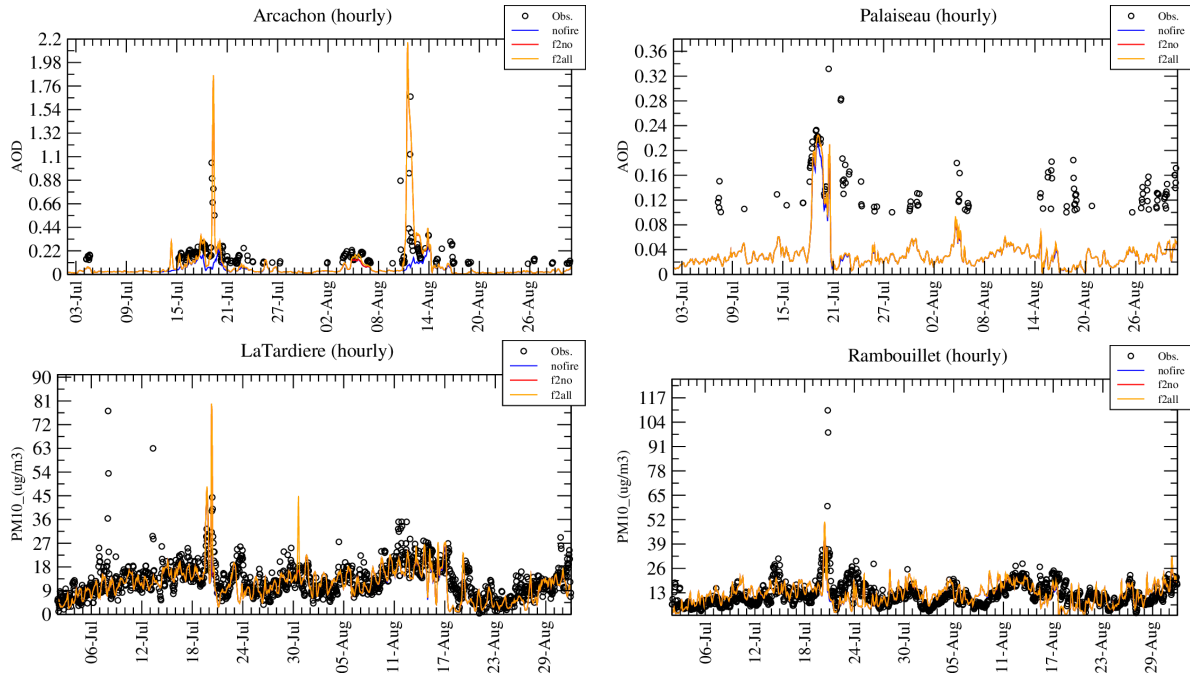 Arcachon (hourly)
Obs.
nofire
f2no
f2all
AOD
2.2
1.98
1.76
1.54
1.32
1.1
0.88
0.66
0.44
0.22
0
03-Jul
09-Jul
15-Jul
21-Jul
27-Jul
02-Aug
08-Aug
14-Aug
20-Aug
26-Aug
Palaiseau (hourly)
Obs.
nofire
f2no
f2all
AOD
0.36
0.32
0.28
0.24
0.2
0.16
0.12
0.08
0.04
0
03-Jul
09-Jul
15-Jul
21-Jul
27-Jul
02-Aug
08-Aug
14-Aug
20-Aug
26-Aug
LaTardiere (hourly)
Obs.
nofire
f2no
f2all
PM10_(ug/m3)
90
81
72
63
54
45
36
27
18
9
0
06-Jul
12-Jul
18-Jul
24-Jul
30-Jul
05-Aug
11-Aug
17-Aug
23-Aug
29-Aug
Rambouillet (hourly)
Obs.
nofire
f2no
f2all
PM10_(ug/m3)
117
104
91
78
65
52
39
26
13
06-Jul
12-Jul
18-Jul
24-Jul
30-Jul
05-Aug
11-Aug
17-Aug
23-Aug
29-Aug